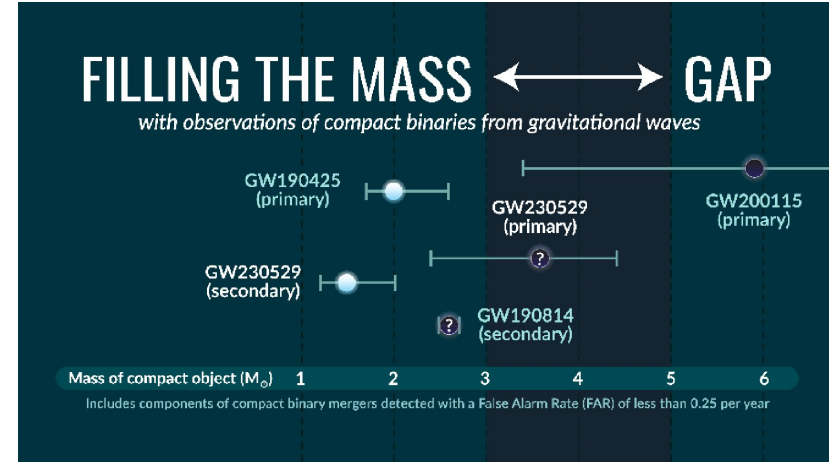 FILLING THE MASS GAP
with observations of compact binaries from gravitational waves
GW190425
(primary)
GW200115
(primary)
GW230529
(primary)
GW230529
(secondary)
?
?
GW190814
(secondary)
Mass of compact object (M☉) 1 2 3 4 5 6
Includes components of compact binary mergers detected with a False Alarm Rate (FAR) of less than 0.25 per year